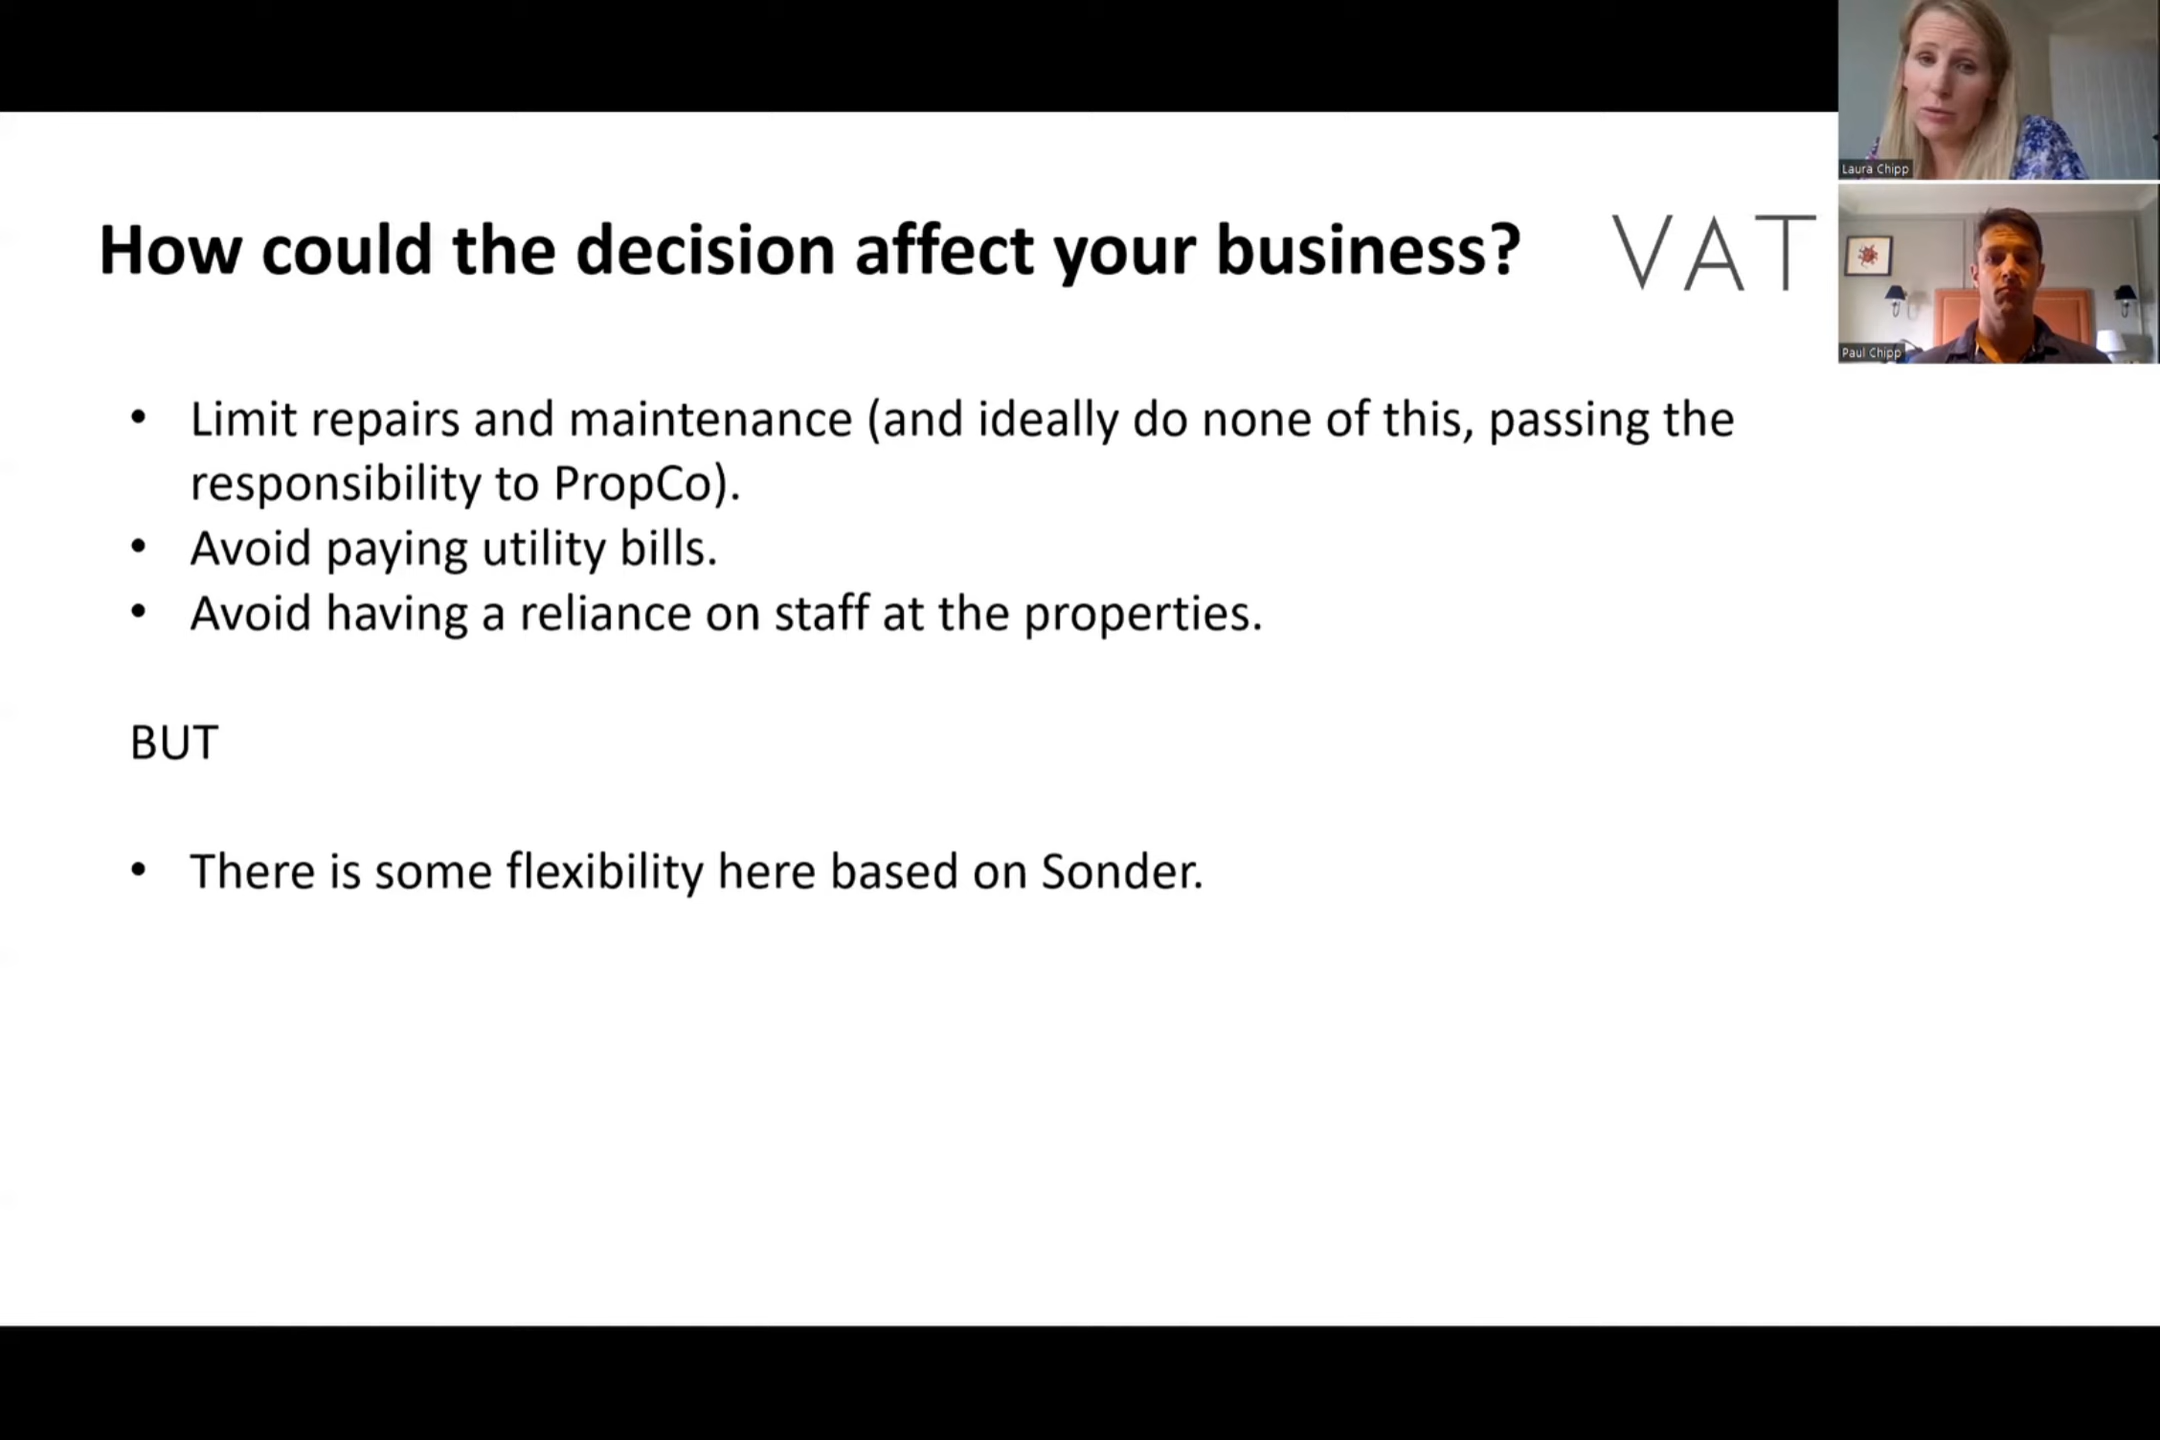 Laura Chipp
How could the decision affect your business?
VAT
Paul Chipp
• Limit repairs and maintenance (and ideally do none of this, passing the
responsibility to PropCo).
• Avoid paying utility bills.
• Avoid having a reliance on staff at the properties.
BUT
• There is some flexibility here based on Sonder.